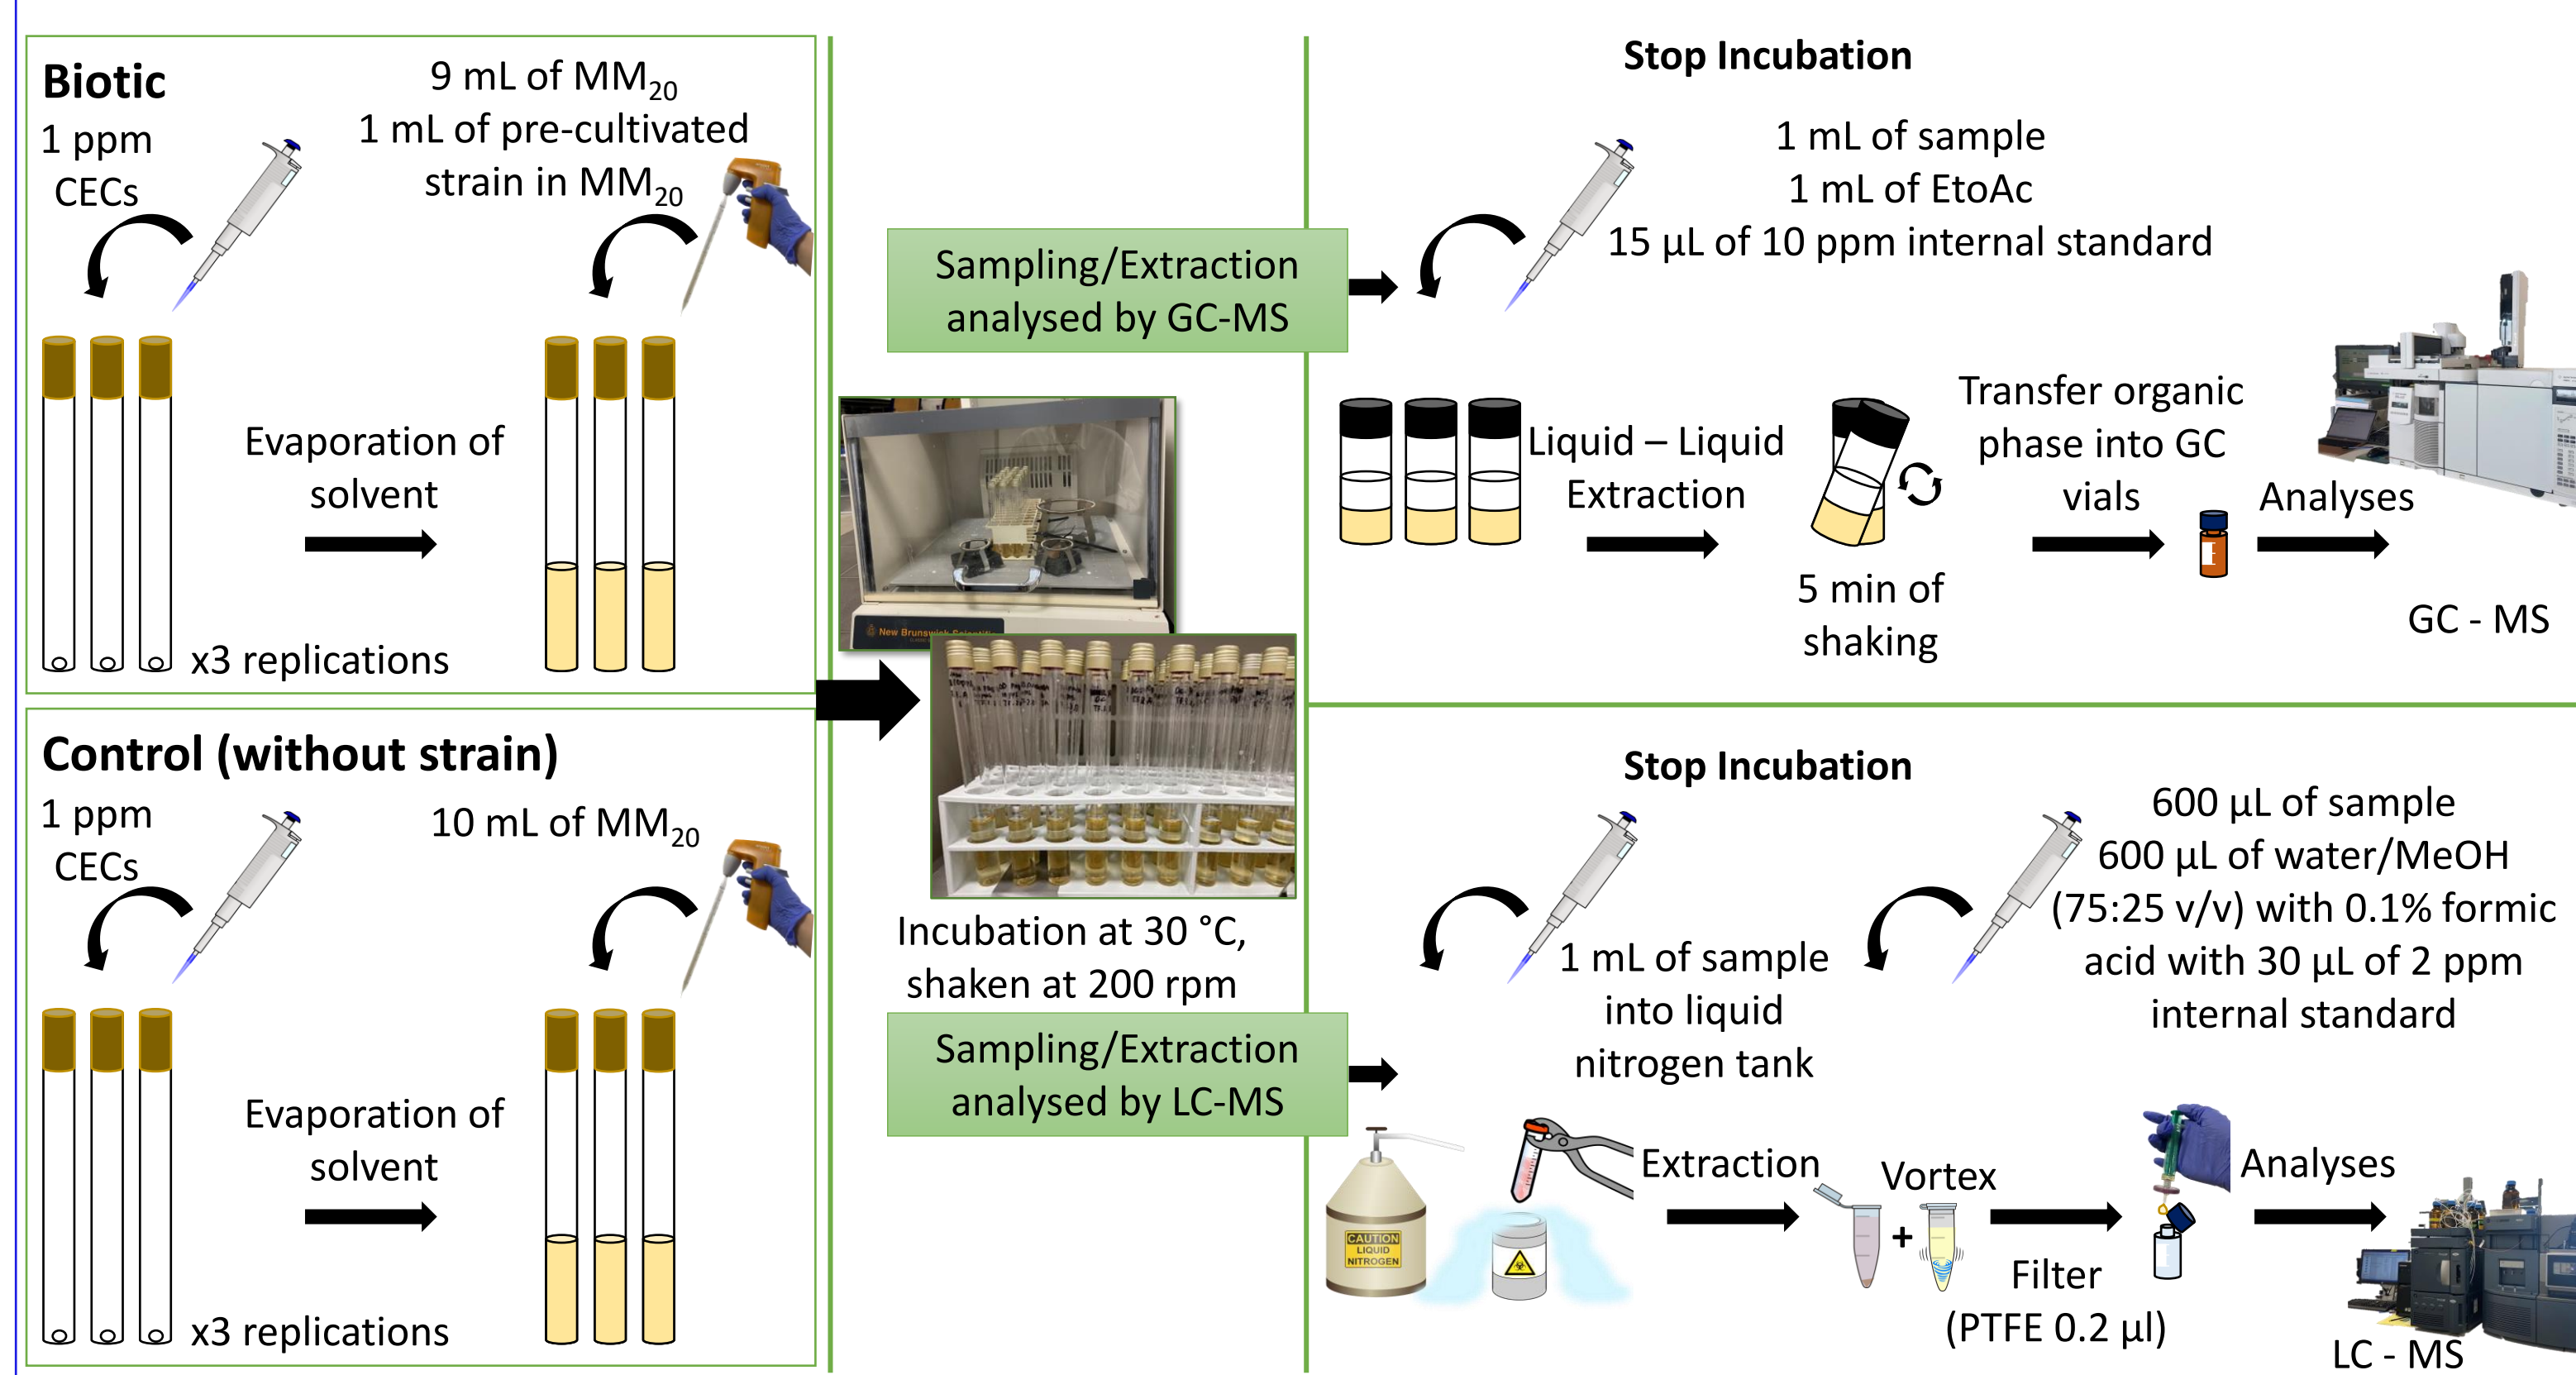 Biotic
1 ppm
CECs
9 mL of MM20
1 mL of pre-cultivated
strain in MM20
Evaporation of
solvent
x3 replications
Control (without strain)
1 ppm
CECs
10 mL of MM20
Evaporation of
solvent
x3 replications
Sampling/Extraction
analysed by GC-MS
New Brunswick Scientific
Incubation at 30 °C,
shaken at 200 rpm
Sampling/Extraction
analysed by LC-MS
Stop Incubation
1 mL of sample
1 mL of EtoAc
15 µL of 10 ppm internal standard
Liquid – Liquid
Extraction
5 min of
shaking
Transfer organic
phase into GC
vials
Analyses
GC - MS
Stop Incubation
1 mL of sample
into liquid
nitrogen tank
600 µL of sample
600 µL of water/MeOH
(75:25 v/v) with 0.1% formic
acid with 30 µL of 2 ppm
internal standard
CAUTION
LIQUID
NITROGEN
Extraction
+
Vortex
Filter
(PTFE 0.2 µl)
Analyses
LC - MS